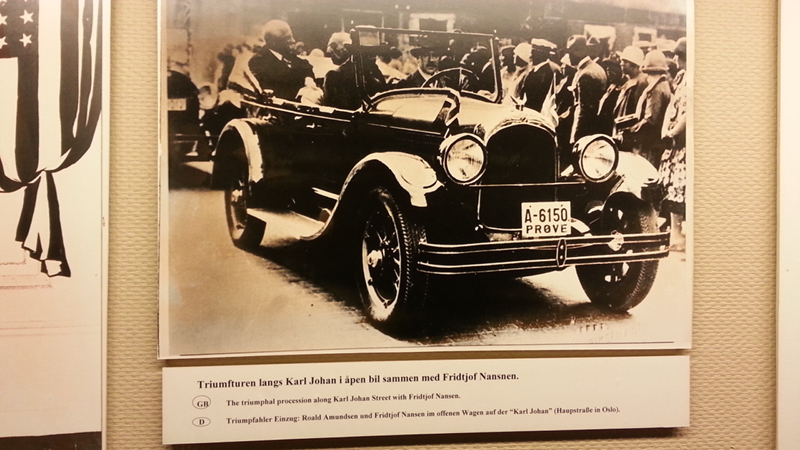 A-6150
PRØVE
Triumfturen langs Karl Johan i åpen bil sammen med Fridtjof Nansnen.
GB The triumphal procession along Karl Johan Street with Fridtjof Nansen.
D Triumpfahler Einzug: Roald Amundsen und Fridtjof Nansen im offenen Wagen auf der "Karl Johan" (Haupstraße in Oslo).